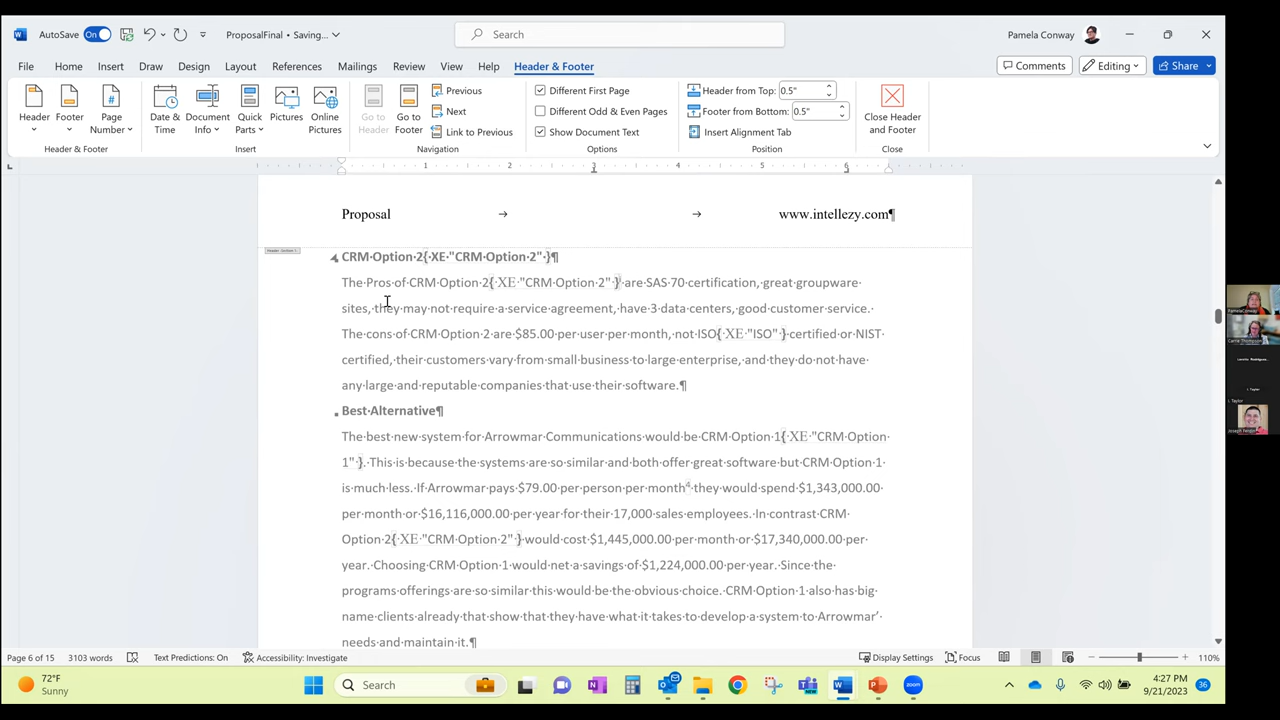 AutoSave On ProposalFinal • Saving... Search Pamela Conway
File Home Insert Draw Design Layout References Mailings Review View Help Header & Footer Comments Editing Share
Header Footer Page Number Date & Time Document Info Quick Parts Pictures Online Pictures Go to Header Go to Footer Previous Next Link to Previous Different First Page Different Odd & Even Pages Show Document Text Header from Top: 0.5" Footer from Bottom: 0.5" Insert Alignment Tab Close Header and Footer
Header & Footer Insert Navigation Options Position Close
1 2 3 4 5 6
Proposal → → www.intellezy.com¶
CRM·Option·2{·XE·"CRM·Option·2"·}¶
The·Pros·of·CRM·Option·2{·XE·"CRM·Option·2"·}·are·SAS·70·certification,·great·groupware·
sites,·they·may·not·require·a·service·agreement,·have·3·data·centers,·good·customer·service.·
The·cons·of·CRM·Option·2·are·$85.00·per·user·per·month,·not·ISO{·XE·"ISO"·}·certified·or·NIST·
certified,·their·customers·vary·from·small·business·to·large·enterprise,·and·they·do·not·have·
any·large·and·reputable·companies·that·use·their·software.¶
Best·Alternative¶
The·best·new·system·for·Arrowmar·Communications·would·be·CRM·Option·1{·XE·"CRM·Option·
1"·}.·This·is·because·the·systems·are·so·similar·and·both·offer·great·software·but·CRM·Option·1·
is·much·less.·If·Arrowmar·pays·$79.00·per·person·per·month⁴·they·would·spend·$1,343,000.00·
per·month·or·$16,116,000.00·per·year·for·their·17,000·sales·employees.·In·contrast·CRM·
Option·2{·XE·"CRM·Option·2"·}·would·cost·$1,445,000.00·per·month·or·$17,340,000.00·per·
year.·Choosing·CRM·Option·1·would·net·a·savings·of·$1,224,000.00·per·year.·Since·the·
programs·offerings·are·so·similar·this·would·be·the·obvious·choice.·CRM·Option·1·also·has·big·
name·clients·already·that·show·that·they·have·what·it·takes·to·develop·a·system·to·Arrowmar'·
needs·and·maintain·it.¶
Page 6 of 15 3103 words Text Predictions: On Accessibility: Investigate Display Settings Focus 110%
72°F
Sunny
Search
4:27 PM
9/21/2023
36
Pamela Conway
Carrie Thompson
I. Taylor
I. Taylor